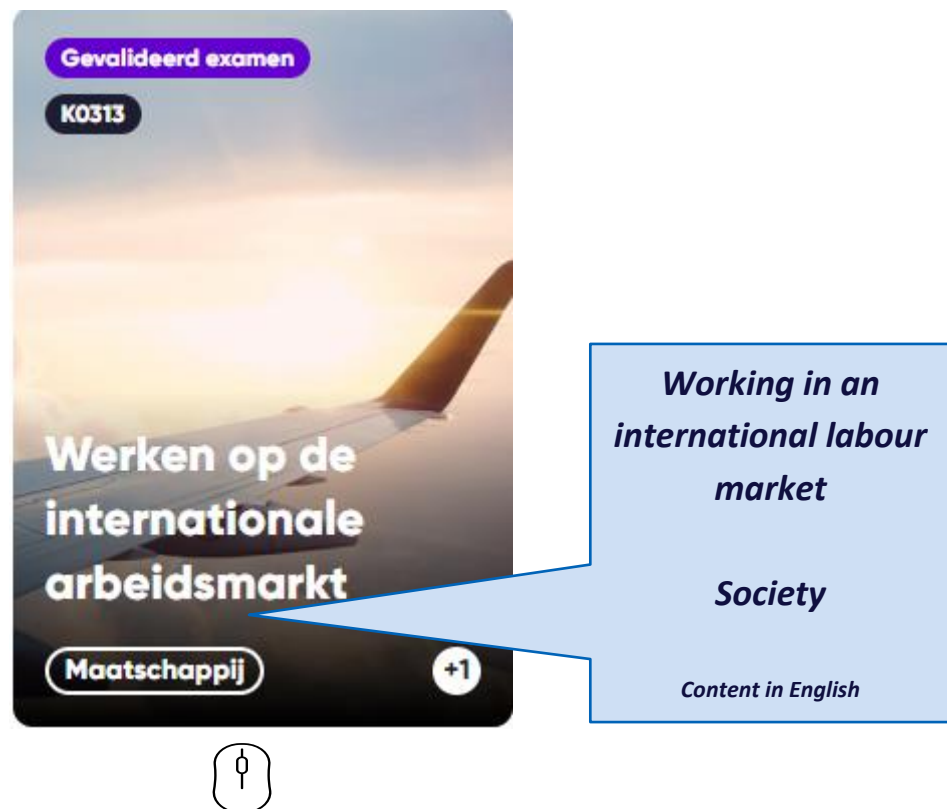 Gevalideerd examen
K0313
Werken op de
internationale
arbeidsmarkt
Maatschappij
+1
Working in an
international labour
market
Society
Content in English